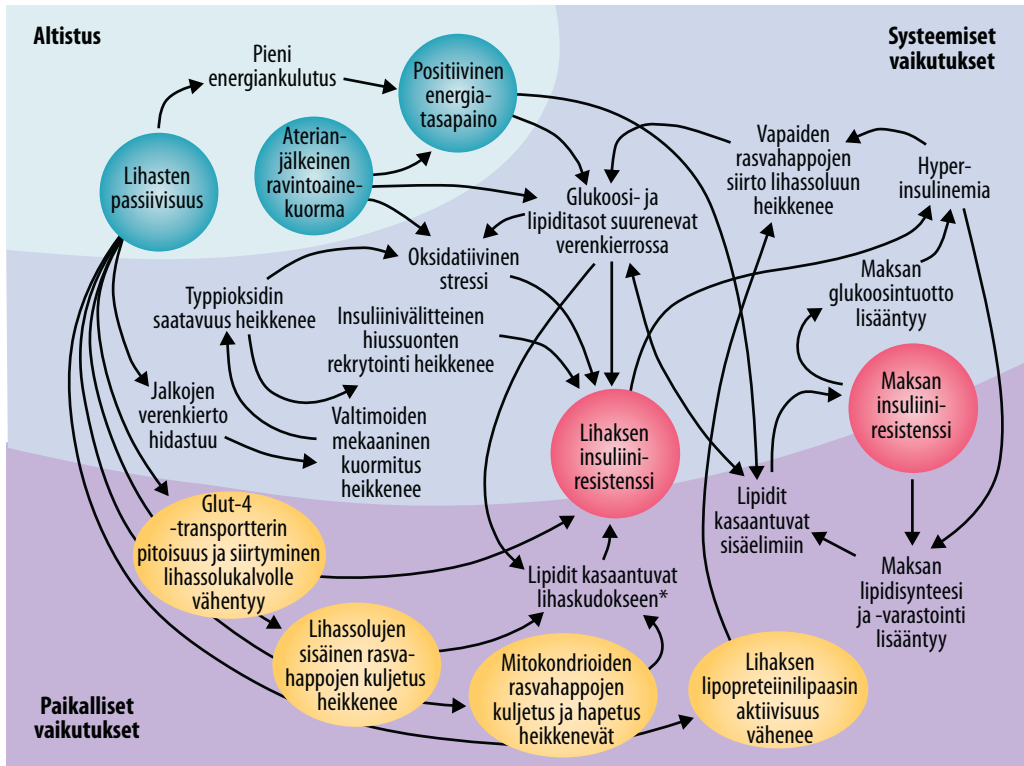 Altistus
Systeemiset
vaikutukset
Pieni
energiankulutus
Positiivinen
energia-
tasapaino
Lihasten
passiivisuus
Aterian-
jälkeinen
ravintoaine-
kuorma
Vapaiden
rasvahappojen
siirto lihassoluun
heikkenee
Hyper-
insulinemia
Glukoosi- ja
lipiditasot suurenevat
verenkierrossa
Oksidatiivinen
stressi
Maksan
glukoosintuotto
lisääntyy
Typpioksidin
saatavuus heikkenee
Insuliinivälitteinen
hiussuonten
rekrytointi heikkenee
Jalkojen
verenkierto
hidastuu
Valtimoiden
mekaaninen
kuormitus
heikkenee
Lihaksen
insuliini-
resistenssi
Maksan
insuliini-
resistenssi
Lipidit
kasaantuvat
sisäelimiin
Glut-4
-transportterin
pitoisuus ja siirtyminen
lihassolukalvolle
vähentyy
Lipidit kasaantuvat
lihaskudokseen*
Maksan
lipidisynteesi
ja -varastointi
lisääntyy
Lihassolujen
sisäinen rasva-
happojen kuljetus
heikkenee
Mitokondrioiden
rasvahappojen
kuljetus ja hapetus
heikkenevät
Lihaksen
lipopreteiinilipaasin
aktiivisuus
vähenee
Paikalliset
vaikutukset